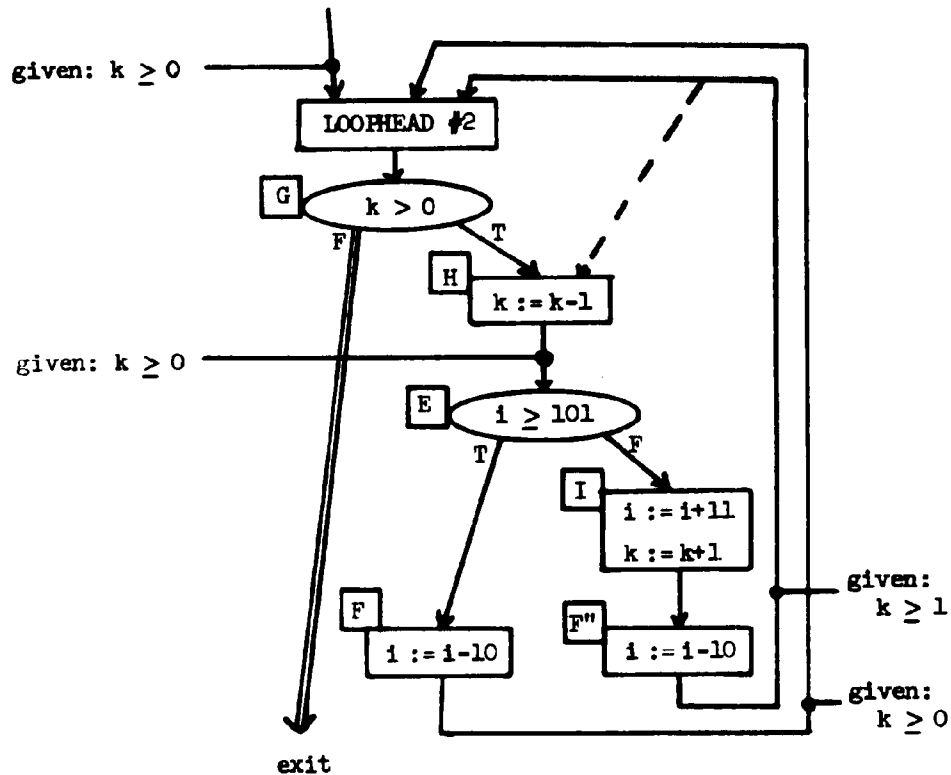 given: k ≥ 0
LOOPHEAD #2
G
k > 0
F
T
H
k := k-1
given: k ≥ 0
E
i ≥ 101
T
F
I
i := i+11
k := k+1
given:
k ≥ 1
F
i := i-10
F"
i := i-10
given:
k ≥ 0
exit